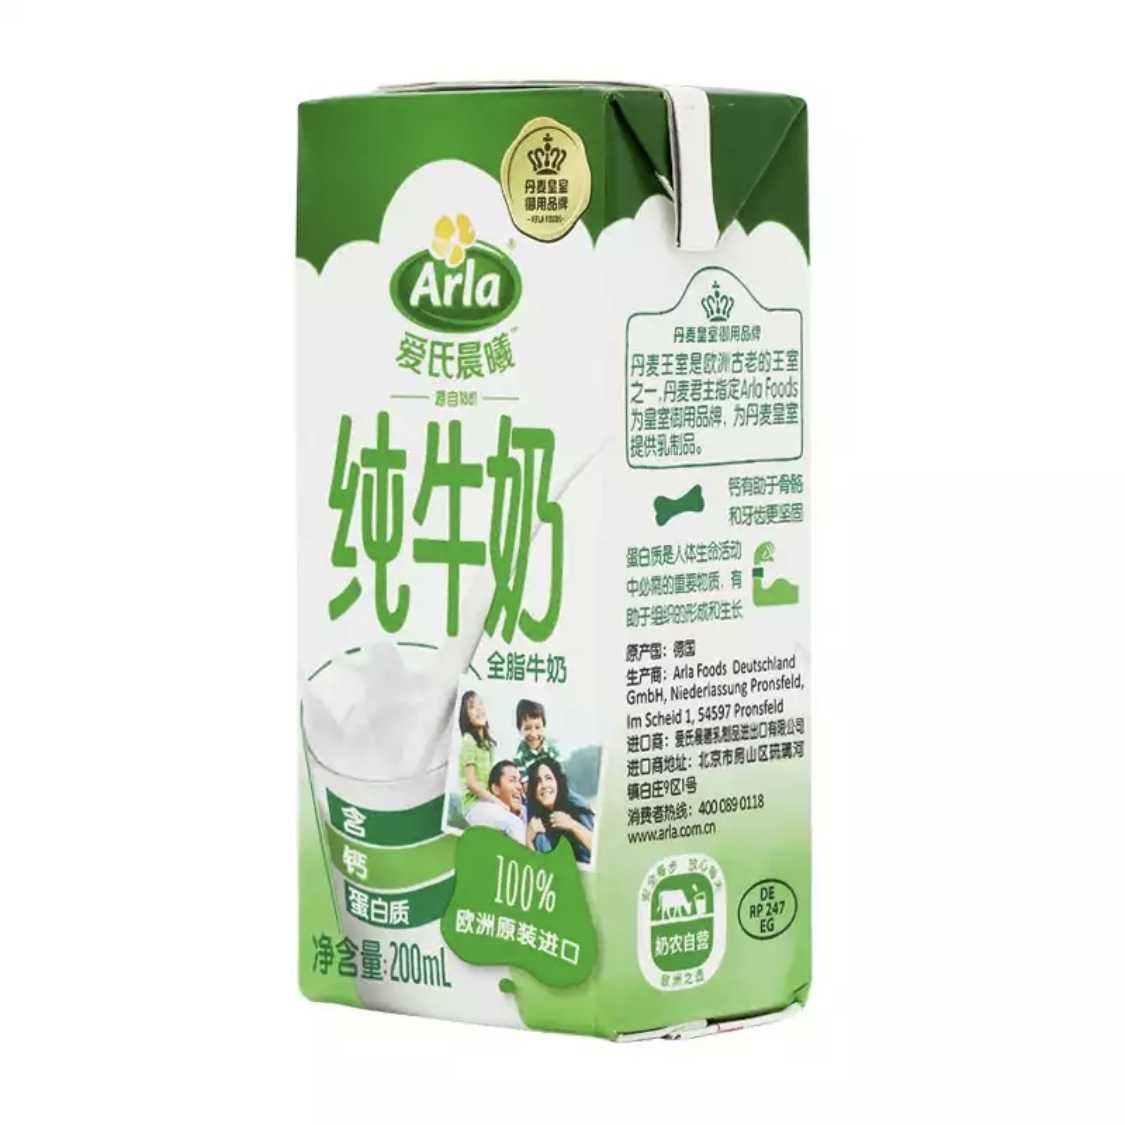 丹麦皇室
御用品牌
Arla
爱氏晨曦
源自1881
纯牛奶
全脂牛奶
含
钙
蛋白质
100%
欧洲原装进口
净含量:200mL
丹麦皇室御用品牌
丹麦王室是欧洲古老的王室
之一,丹麦君主指定Arla Foods
为皇室御用品牌，为丹麦皇室
提供乳制品。
钙有助于骨骼
和牙齿更坚固
蛋白质是人体生命活动
中必需的重要物质，有
助于组织的形成和生长
原产国：德国
生产商：Arla Foods Deutschland
GmbH, Niederlassung Pronsfeld,
Im Scheid 1, 54597 Pronsfeld
进口商：爱氏晨曦乳制品进出口有限公司
进口商地址：北京市房山区琉璃河
镇白庄9区1号
消费者热线：400 089 0118
www.arla.com.cn
奶农自营
欧洲之选
DE
RP 247
EG